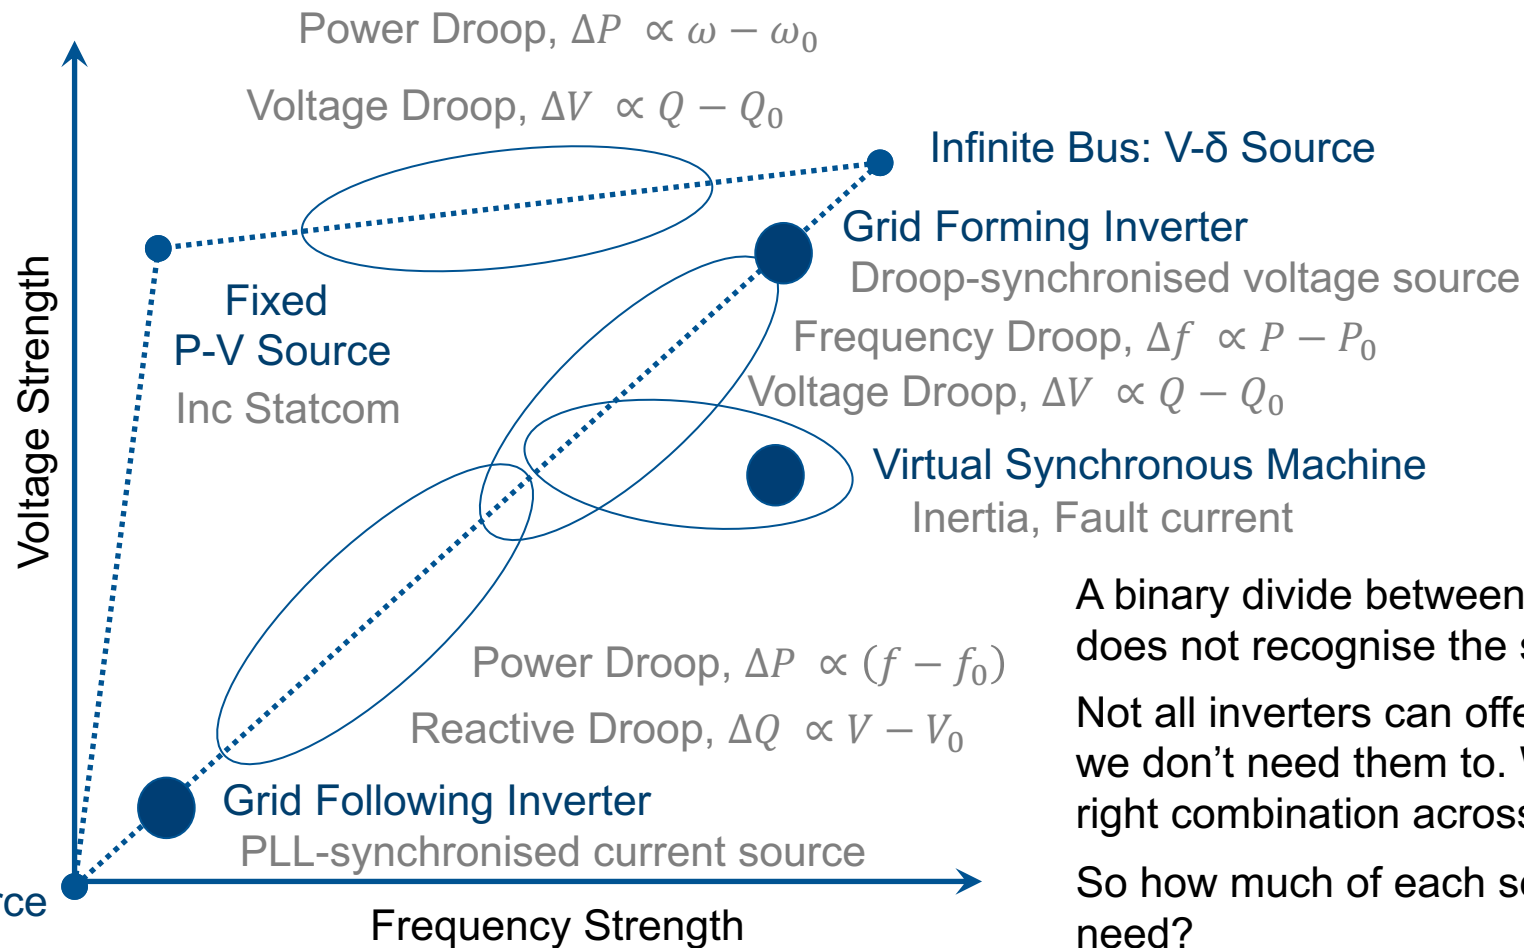 Power Droop, ΔP ∝ ω − ω₀
Voltage Droop, ΔV ∝ Q − Q₀
Infinite Bus: V-δ Source
Grid Forming Inverter
Droop-synchronised voltage source
Frequency Droop, Δf ∝ P − P₀
Voltage Droop, ΔV ∝ Q − Q₀
Fixed
P-V Source
Inc Statcom
Voltage Strength
Virtual Synchronous Machine
Inertia, Fault current
Power Droop, ΔP ∝ (f − f₀)
Reactive Droop, ΔQ ∝ V − V₀
Grid Following Inverter
PLL-synchronised current source
rce
Frequency Strength
A binary divide between
does not recognise the s
Not all inverters can offe
we don’t need them to.
right combination across
So how much of each se
need?